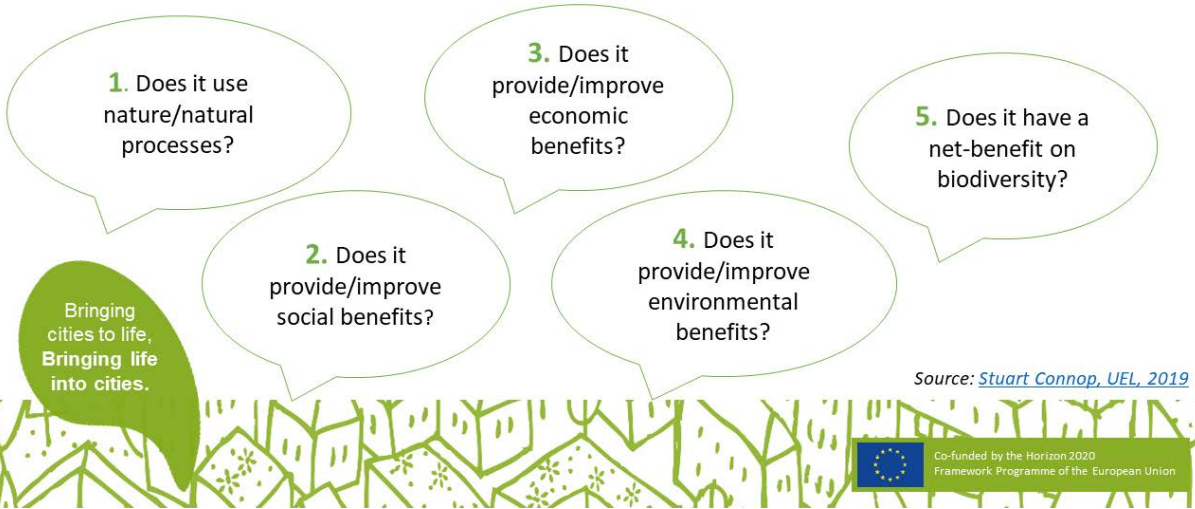 1. Does it use
nature/natural
processes?
2. Does it
provide/improve
social benefits?
3. Does it
provide/improve
economic
benefits?
4. Does it
provide/improve
environmental
benefits?
5. Does it have a
net-benefit on
biodiversity?
Bringing
cities to life,
Bringing life
into cities.
Source: Stuart Connop, UEL, 2019
Co-funded by the Horizon 2020
Framework Programme of the European Union